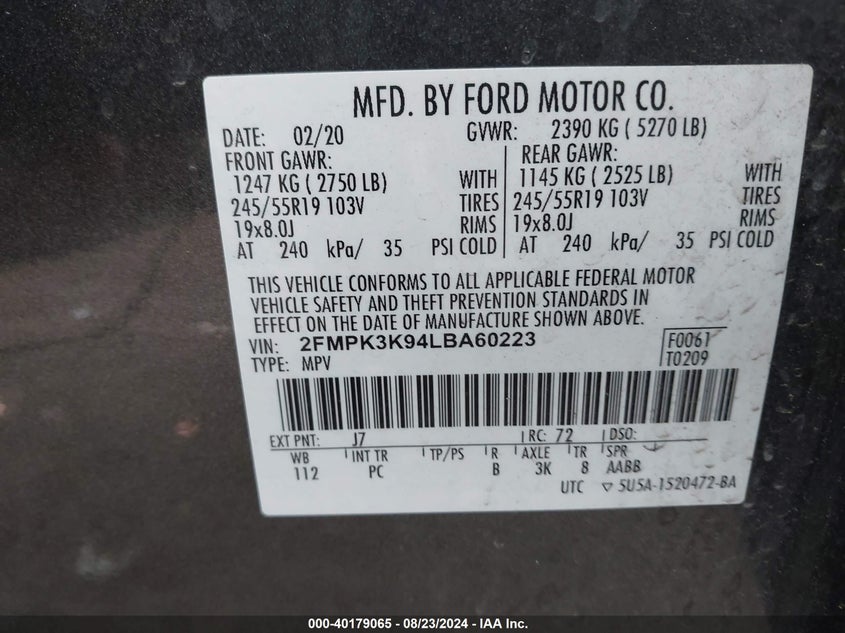 MFD. BY FORD MOTOR CO.
DATE: 02/20 GVWR: 2390 KG ( 5270 LB)
FRONT GAWR: REAR GAWR:
1247 KG ( 2750 LB) WITH 1145 KG ( 2525 LB) WITH
245/55R19 103V TIRES 245/55R19 103V TIRES
19x8.0J RIMS 19x8.0J RIMS
AT 240 kPa/ 35 PSI COLD AT 240 kPa/ 35 PSI COLD
THIS VEHICLE CONFORMS TO ALL APPLICABLE FEDERAL MOTOR
VEHICLE SAFETY AND THEFT PREVENTION STANDARDS IN
EFFECT ON THE DATE OF MANUFACTURE SHOWN ABOVE.
VIN: 2FMPK3K94LBA60223 F0061
TYPE: MPV T0209
EXT PNT: J7 RC: 72 DSO:
WB INT TR TP/PS R AXLE TR SPR
112 PC B 3K 8 AABB
UTC ▽ 5U5A-1520472-BA
000-40179065 - 08/23/2024 - IAA Inc.